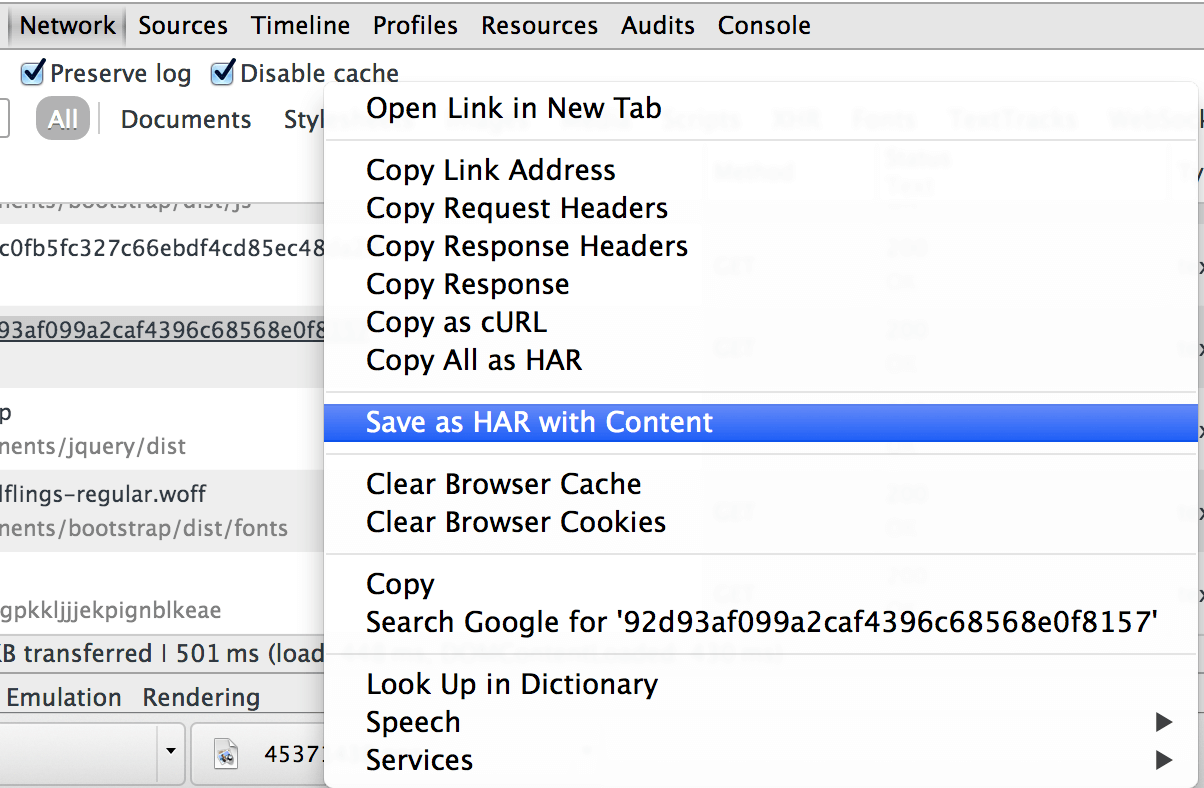 Network Sources Timeline Profiles Resources Audits Console
Preserve log Disable cache
All Documents Styl
Open Link in New Tab
Copy Link Address
Copy Request Headers
Copy Response Headers
Copy Response
Copy as cURL
Copy All as HAR
Save as HAR with Content
Clear Browser Cache
Clear Browser Cookies
Copy
Search Google for '92d93af099a2caf4396c68568e0f8157'
Look Up in Dictionary
Speech
Services
nents/bootstrap/dist/js
c0fb5fc327c66ebdf4cd85ec48
93af099a2caf4396c68568e0f8
p
nents/jquery/dist
lflings-regular.woff
nents/bootstrap/dist/fonts
gpkkljjjekpignblkeae
KB transferred | 501 ms (load
Emulation Rendering
4537